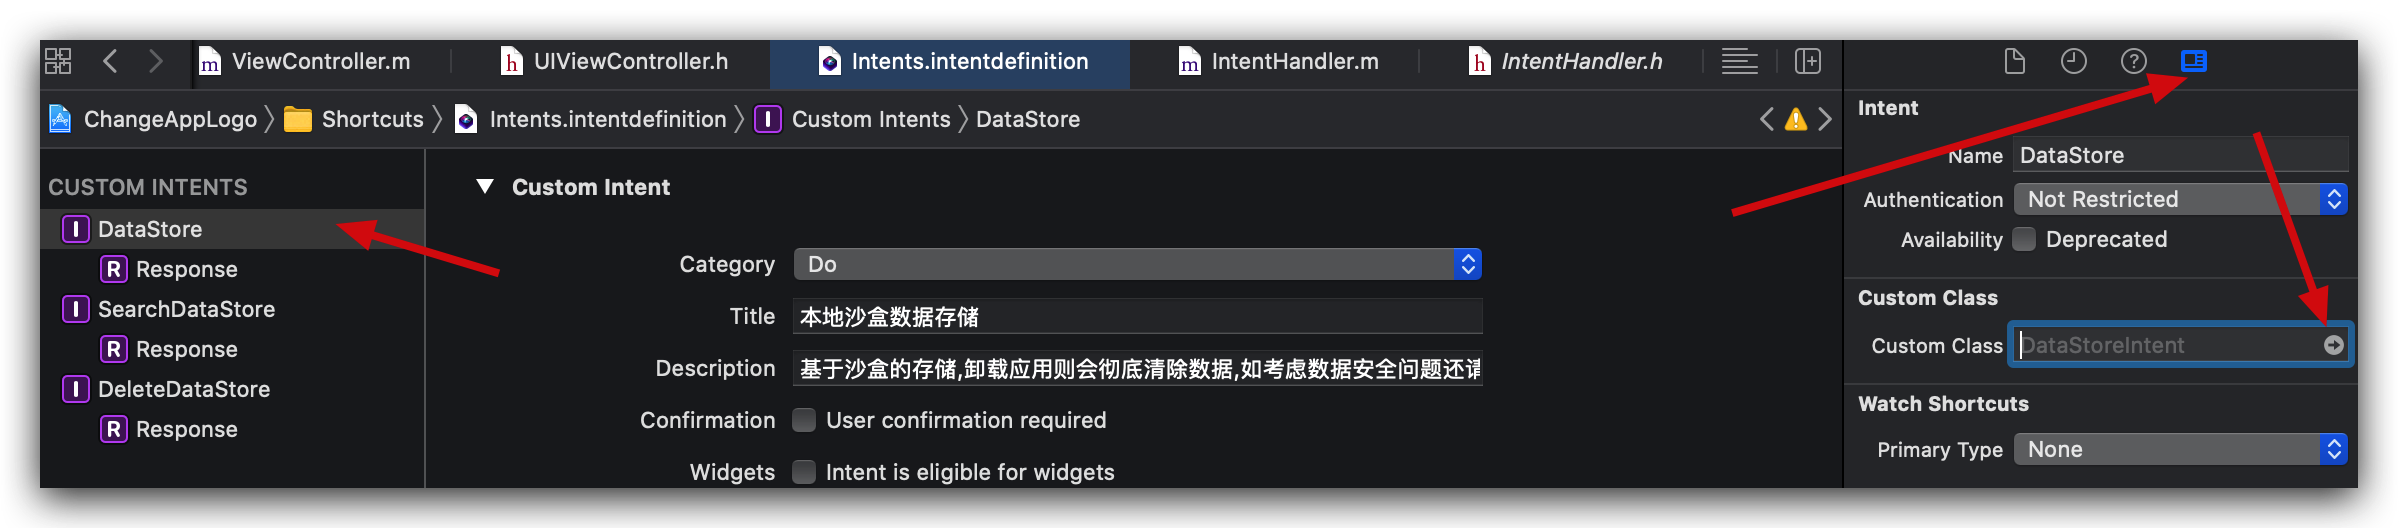 ViewController.m
UIViewController.h
Intents.intentdefinition
IntentHandler.m
IntentHandler.h
ChangeAppLogo
Shortcuts
Intents.intentdefinition
Custom Intents
DataStore
CUSTOM INTENTS
DataStore
Response
SearchDataStore
Response
DeleteDataStore
Response
Custom Intent
Category Do
Title 本地沙盒数据存储
Description 基于沙盒的存储,卸载应用则会彻底清除数据,如考虑数据安全问题还请
Confirmation User confirmation required
Widgets Intent is eligible for widgets
Intent
Name DataStore
Authentication Not Restricted
Availability Deprecated
Custom Class
Custom Class DataStoreIntent
Watch Shortcuts
Primary Type None